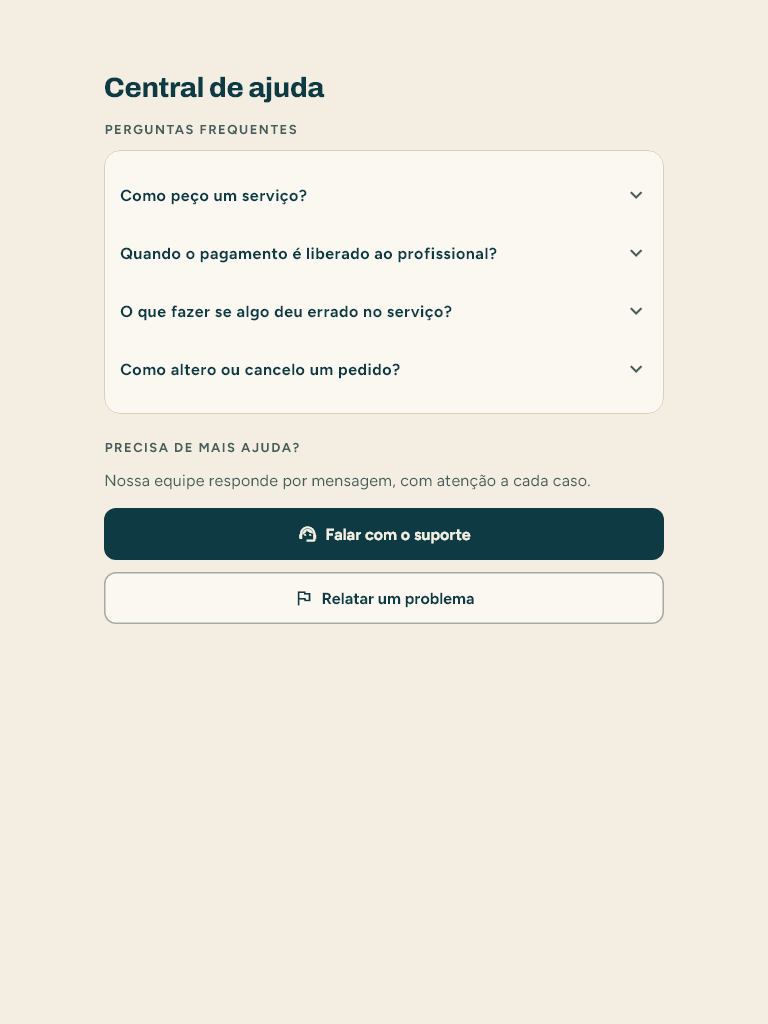 Central de ajuda
PERGUNTAS FREQUENTES
Como peço um serviço?
Quando o pagamento é liberado ao profissional?
O que fazer se algo deu errado no serviço?
Como altero ou cancelo um pedido?
PRECISA DE MAIS AJUDA?
Nossa equipe responde por mensagem, com atenção a cada caso.
Falar com o suporte
Relatar um problema